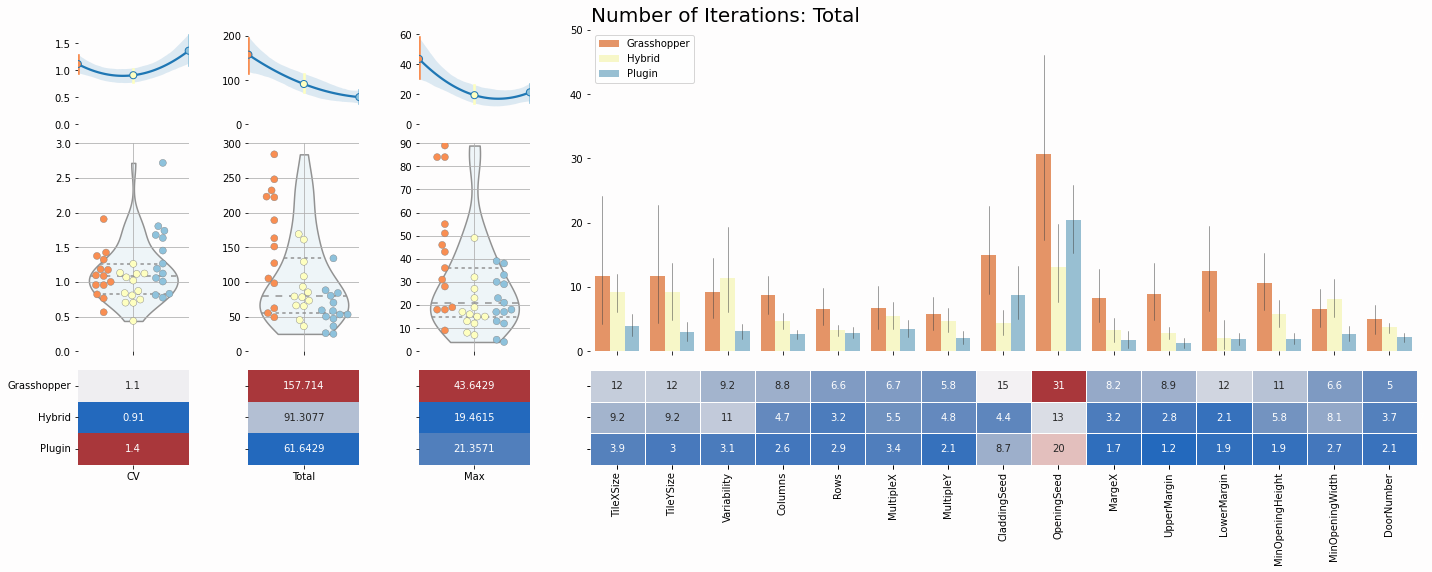 Number of Iterations: Total
1.5
1.0
0.5
0.0
200
100
0
60
40
20
0
50
40
30
20
10
0
Grasshopper
Hybrid
Plugin
3.0
2.5
2.0
1.5
1.0
0.5
0.0
300
250
200
150
100
50
0
90
80
70
60
50
40
30
20
10
0
Grasshopper 1.1 157.714 43.6429 12 12 9.2 8.8 6.6 6.7 5.8 15 31 8.2 8.9 12 11 6.6 5
Hybrid 0.91 91.3077 19.4615 9.2 9.2 11 4.7 3.2 5.5 4.8 4.4 13 3.2 2.8 2.1 5.8 8.1 3.7
Plugin 1.4 61.6429 21.3571 3.9 3 3.1 2.6 2.9 3.4 2.1 8.7 20 1.7 1.2 1.9 1.9 2.7 2.1
CV Total Max
TileXSize
TileYSize
Variability
Columns
Rows
MultipleX
MultipleY
CladdingSeed
OpeningSeed
MargeX
UpperMargin
LowerMargin
MinOpeningHeight
MinOpeningWidth
DoorNumber